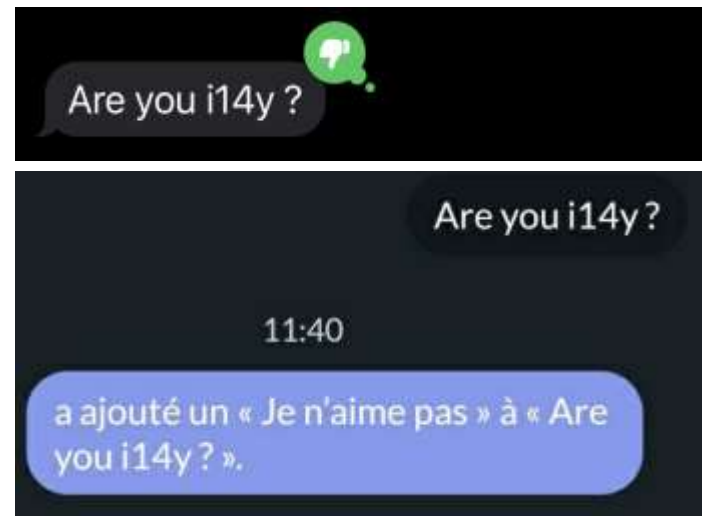 Are you i14y ?
Are you i14y ?
11:40
a ajouté un « Je n’aime pas » à « Are
you i14y ? ».